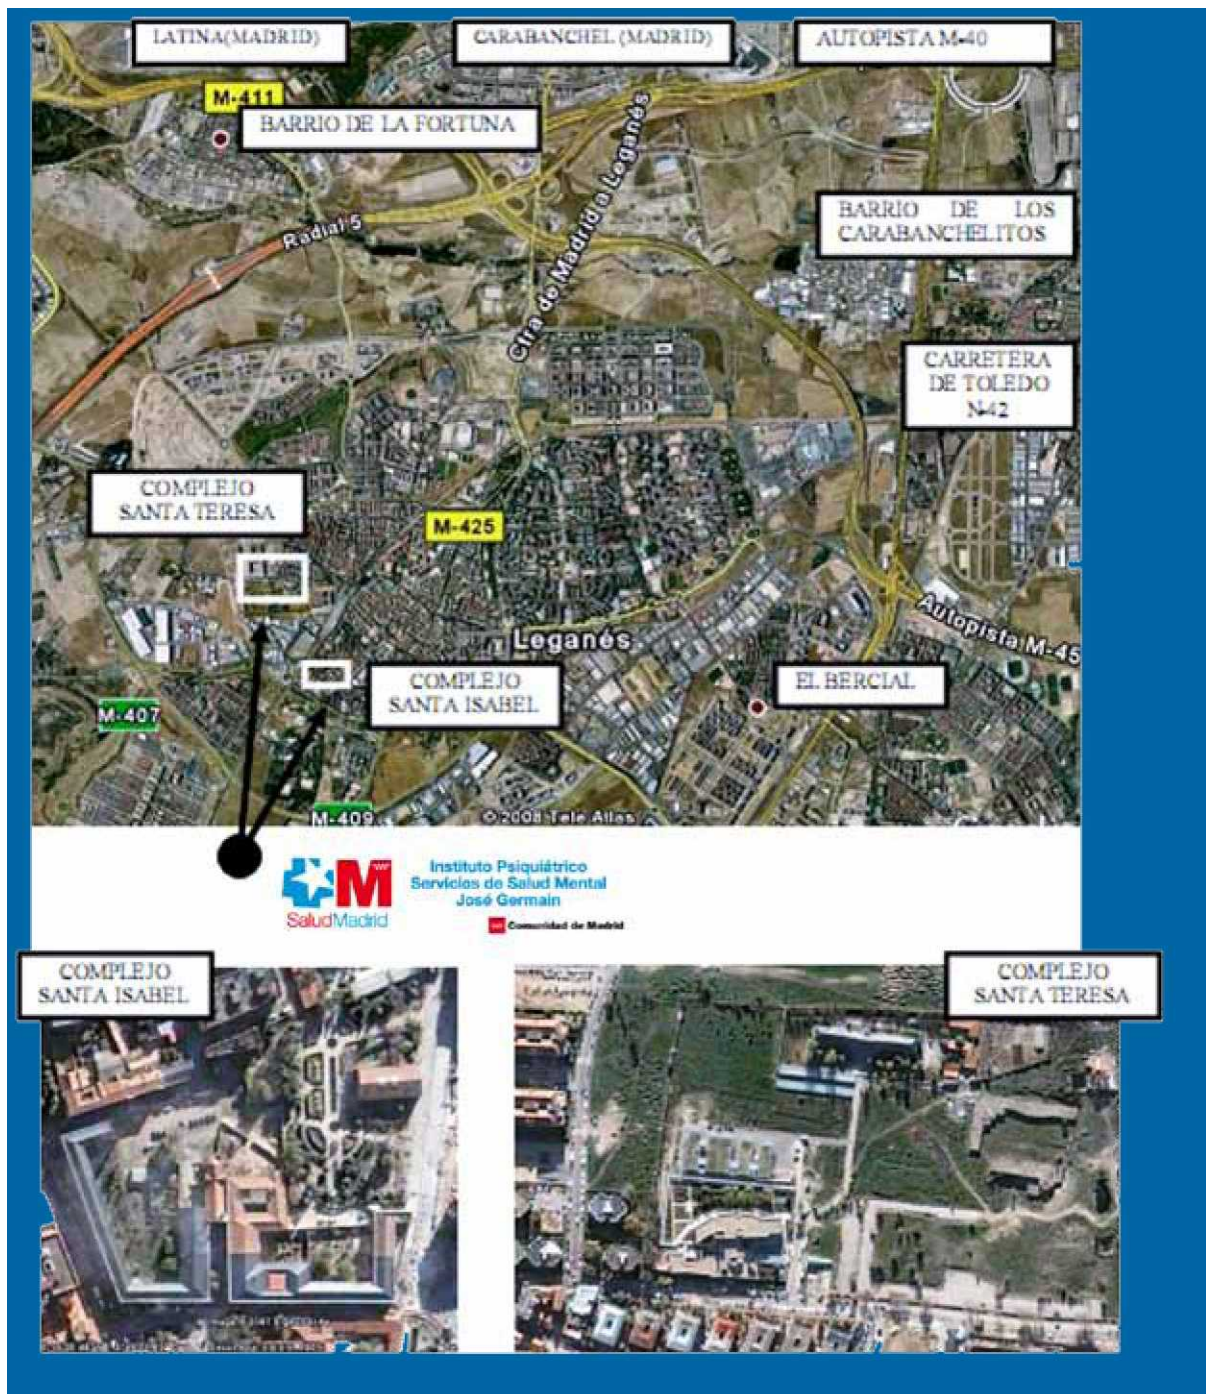 LATINA(MADRID)
CARABANCHEL (MADRID)
AUTOPISTA M-40
M-411
BARRIO DE LA FORTUNA
Ctra de Madrid a Leganés
BARRIO DE LOS
CARABANCHELITOS
Radial 5
CARRETERA
DE TOLEDO
N-42
COMPLEJO
SANTA TERESA
M-425
Autopista M-45
Leganés
COMPLEJO
SANTA ISABEL
EL BERCIAL
M-407
M-409
© 2008 Tele Atlas
SaludMadrid
Instituto Psiquiátrico
Servicios de Salud Mental
José Germain
Comunidad de Madrid
COMPLEJO
SANTA ISABEL
COMPLEJO
SANTA TERESA